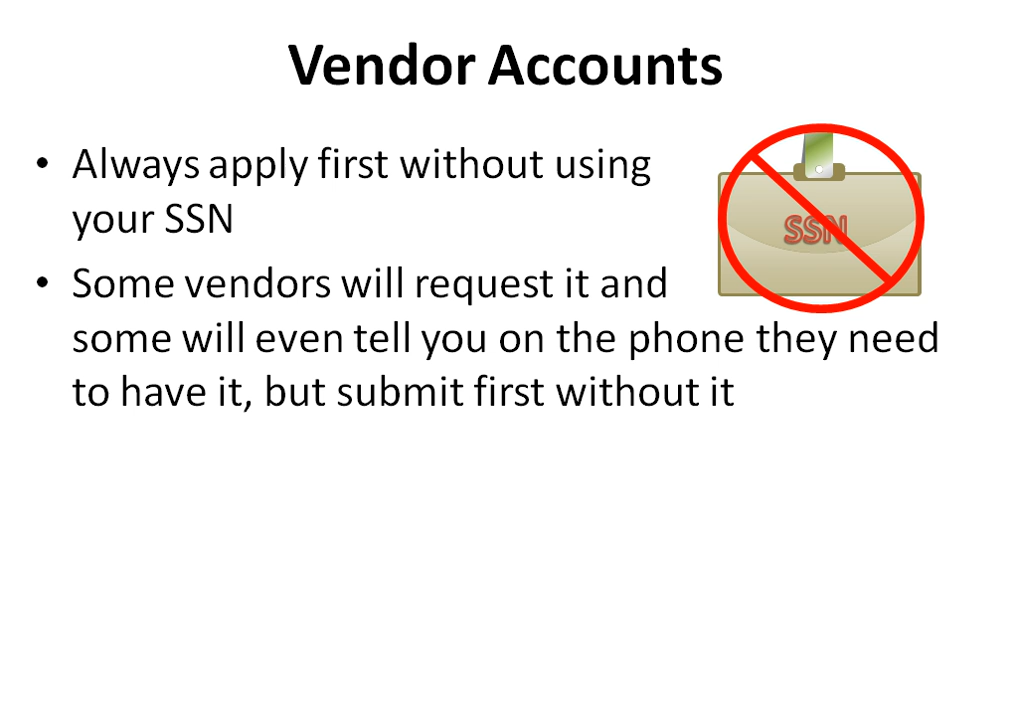 Vendor Accounts
• Always apply first without using
your SSN
SSN
• Some vendors will request it and
some will even tell you on the phone they need
to have it, but submit first without it